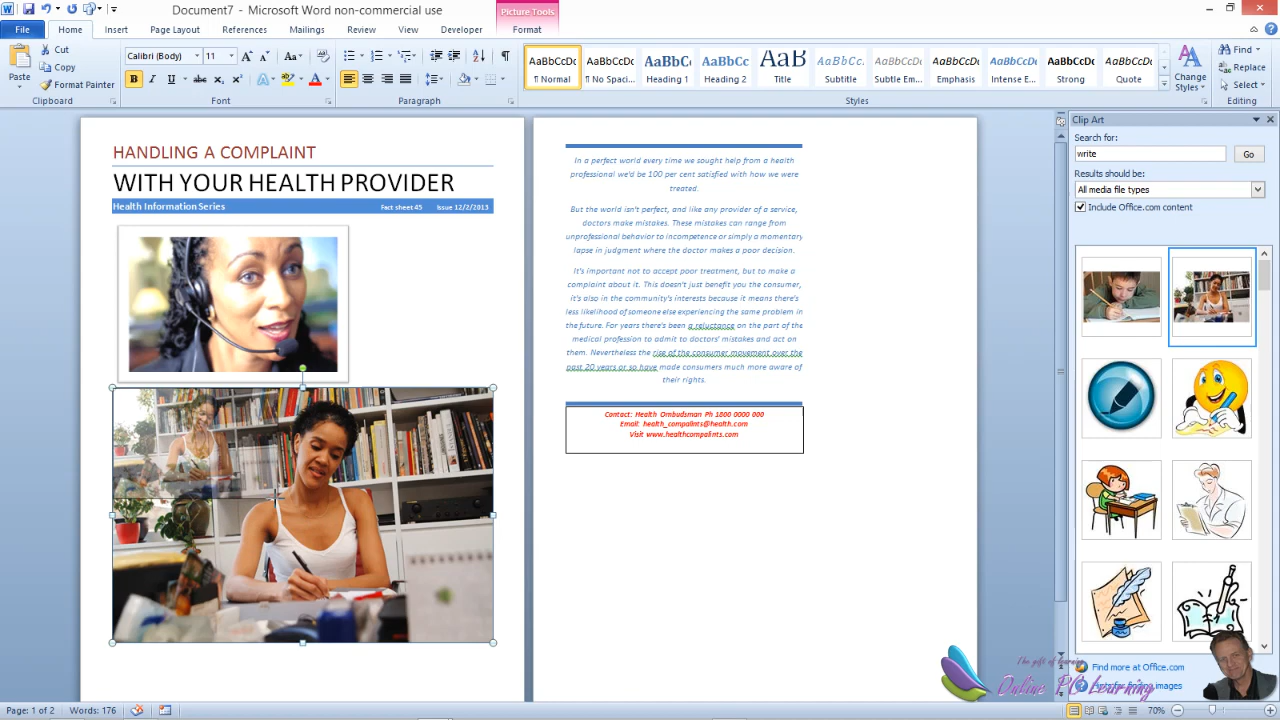 Document7 - Microsoft Word non-commercial use
Picture Tools
File Home Insert Page Layout References Mailings Review View Developer Format
Paste
Cut
Copy
Format Painter
Clipboard
Calibri (Body) 11
Font
Paragraph
AaBbCcDc AaBbCcDc AaBbCc AaBbCc AaB AaBbCc. AaBbCcDc AaBbCcDc AaBbCcDc AaBbCcDc AaBbCcDc
¶ Normal ¶ No Spaci... Heading 1 Heading 2 Title Subtitle Subtle Em... Emphasis Intense E... Strong Quote
Styles
Change Styles
Find
Replace
Select
Editing
HANDLING A COMPLAINT
WITH YOUR HEALTH PROVIDER
Health Information Series Fact sheet 45 Issue 12/2/2013
In a perfect world every time we sought help from a health
professional we'd be 100 per cent satisfied with how we were
treated.
But the world isn't perfect, and like any provider of a service,
doctors make mistakes. These mistakes can range from
unprofessional behavior to incompetence or simply a momentary
lapse in judgment where the doctor makes a poor decision.
It's important not to accept poor treatment, but to make a
complaint about it. This doesn't just benefit you the consumer,
it's also in the community's interests because it means there's
less likelihood of someone else experiencing the same problem in
the future. For years there's been a reluctance on the part of the
medical profession to admit to doctors' mistakes and act on
them. Nevertheless the rise of the consumer movement over the
past 20 years or so have made consumers much more aware of
their rights.
Contact: Health Ombudsman Ph 1800 0000 000
Email: health_compalints@health.com
Visit www.healthcompalints.com
Clip Art
Search for:
write
Go
Results should be:
All media file types
Include Office.com content
Find more at Office.com
images
The gift of learning
Online PC Learning
Page: 1 of 2 Words: 176
70%